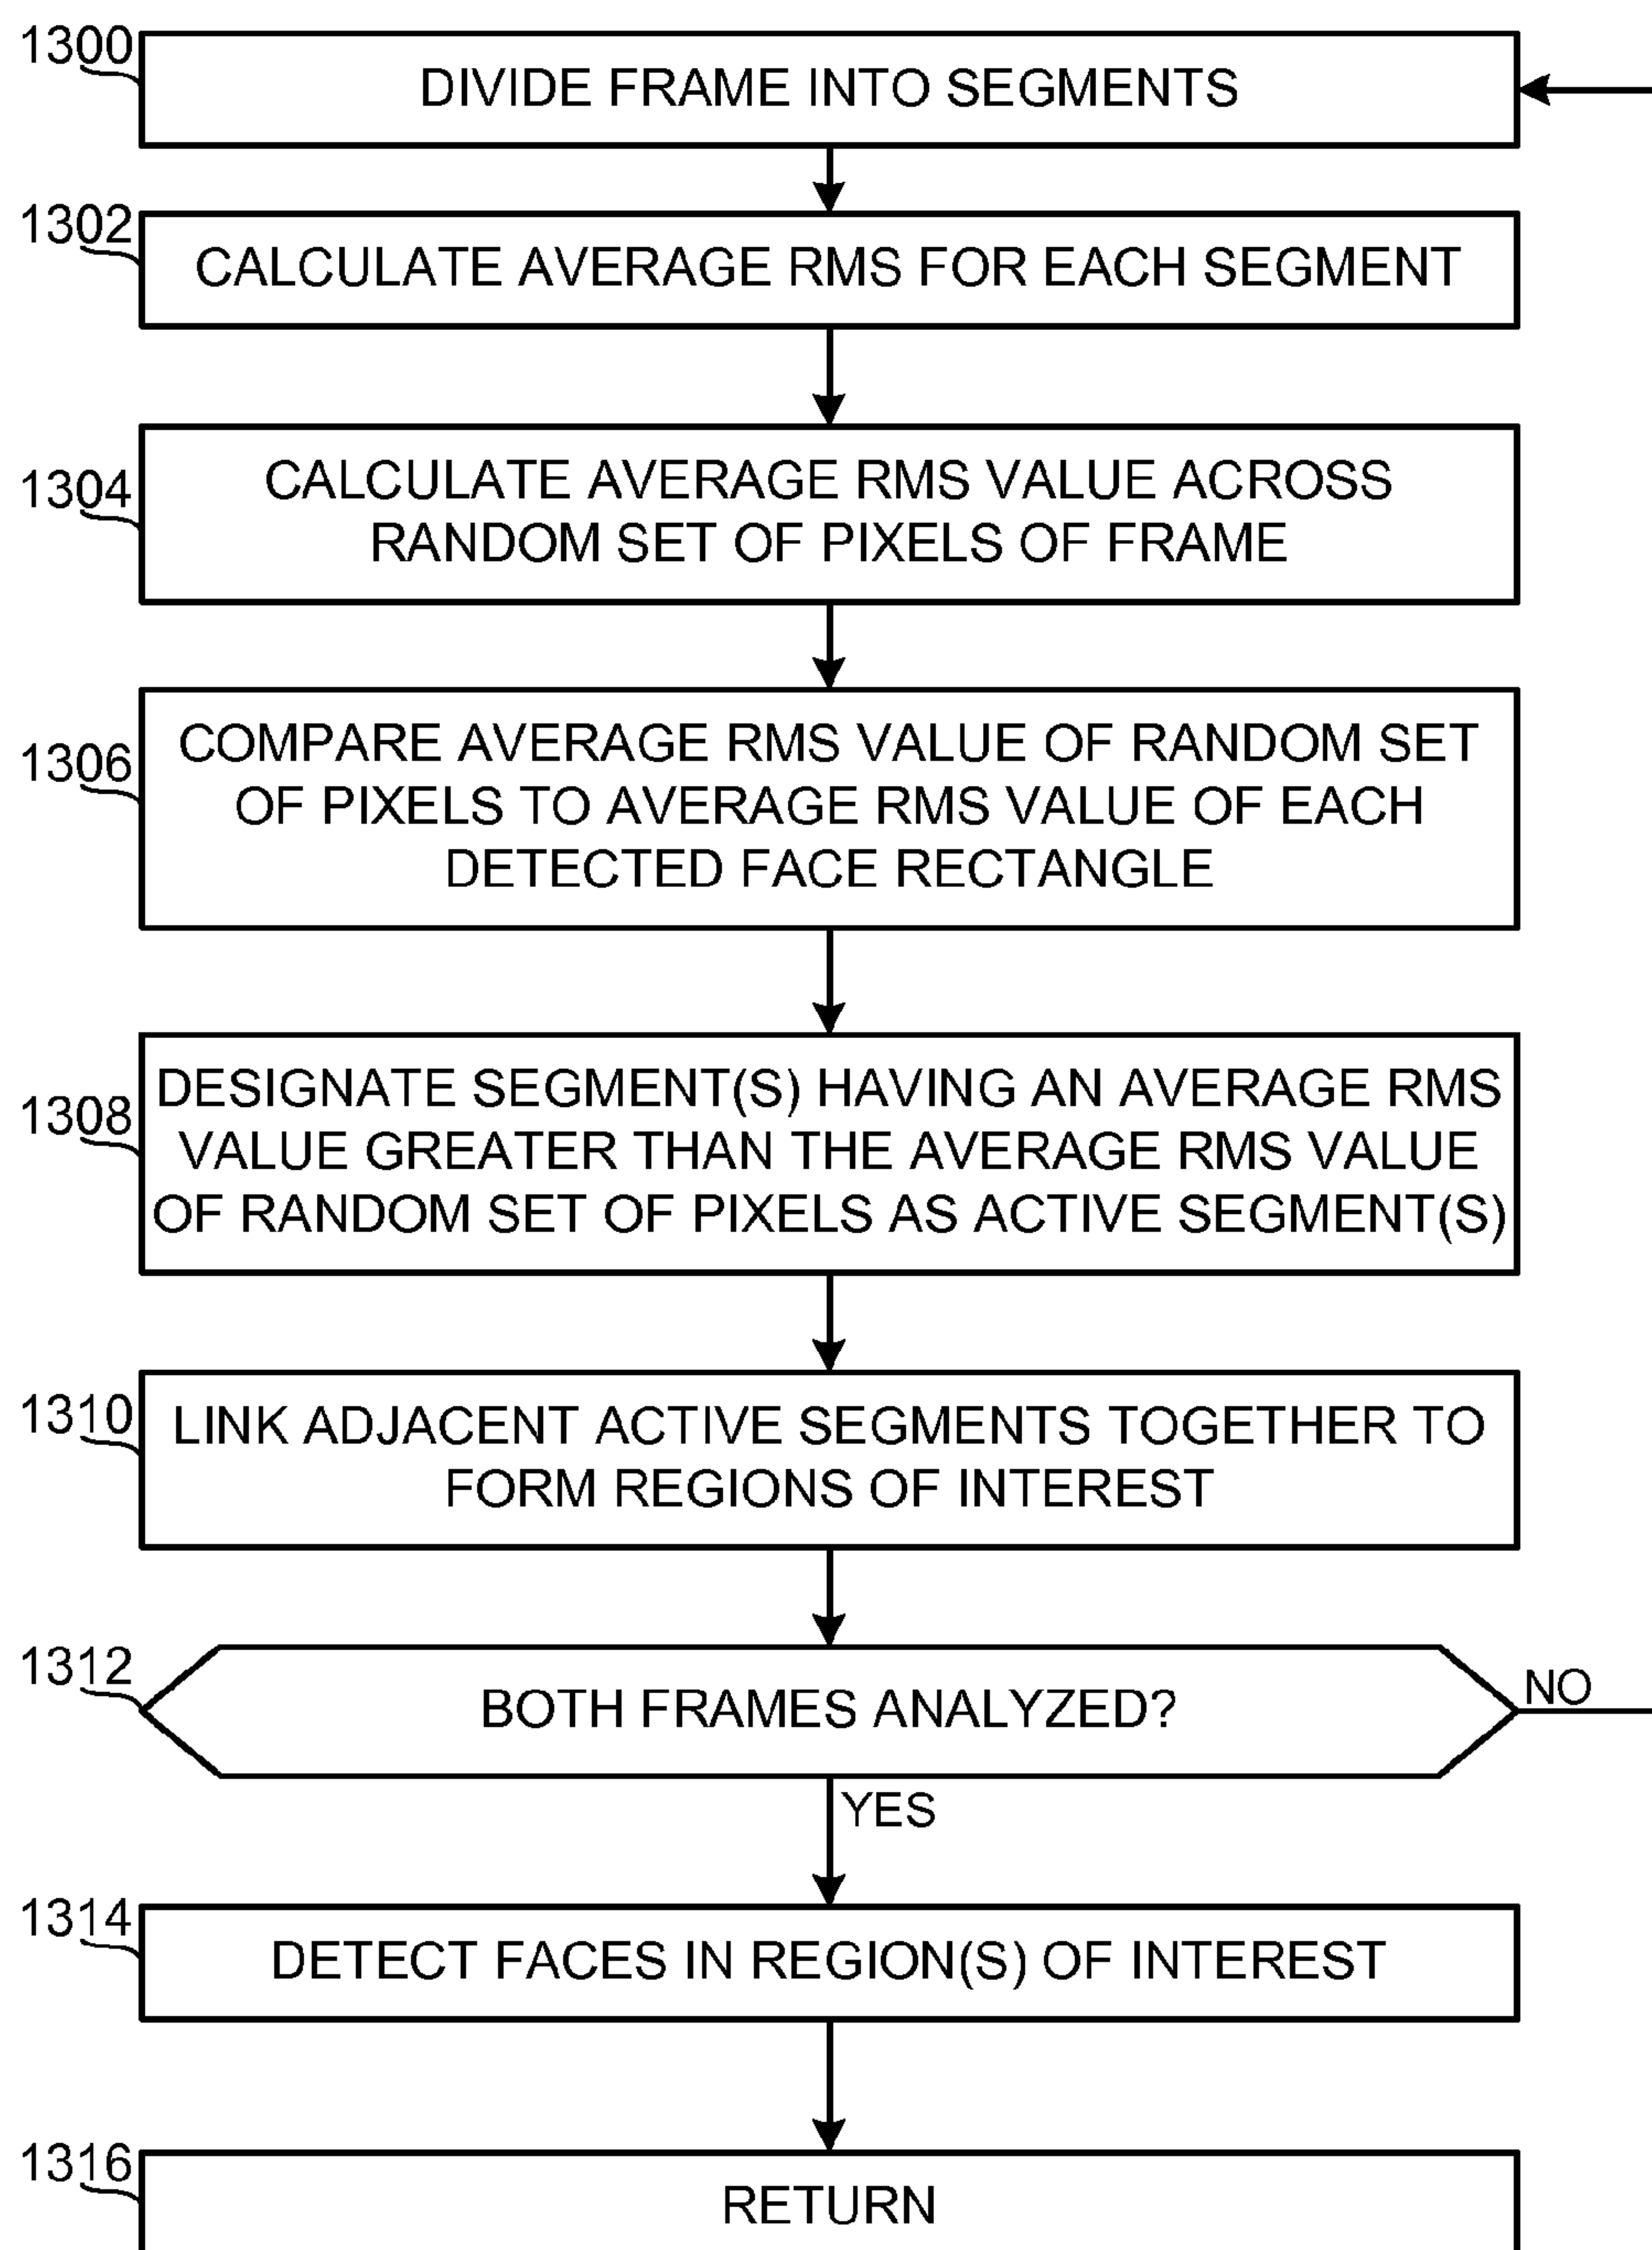 1300
DIVIDE FRAME INTO SEGMENTS
1302
CALCULATE AVERAGE RMS FOR EACH SEGMENT
1304
CALCULATE AVERAGE RMS VALUE ACROSS
RANDOM SET OF PIXELS OF FRAME
1306
COMPARE AVERAGE RMS VALUE OF RANDOM SET
OF PIXELS TO AVERAGE RMS VALUE OF EACH
DETECTED FACE RECTANGLE
1308
DESIGNATE SEGMENT(S) HAVING AN AVERAGE RMS
VALUE GREATER THAN THE AVERAGE RMS VALUE
OF RANDOM SET OF PIXELS AS ACTIVE SEGMENT(S)
1310
LINK ADJACENT ACTIVE SEGMENTS TOGETHER TO
FORM REGIONS OF INTEREST
1312
BOTH FRAMES ANALYZED?
NO
YES
1314
DETECT FACES IN REGION(S) OF INTEREST
1316
RETURN